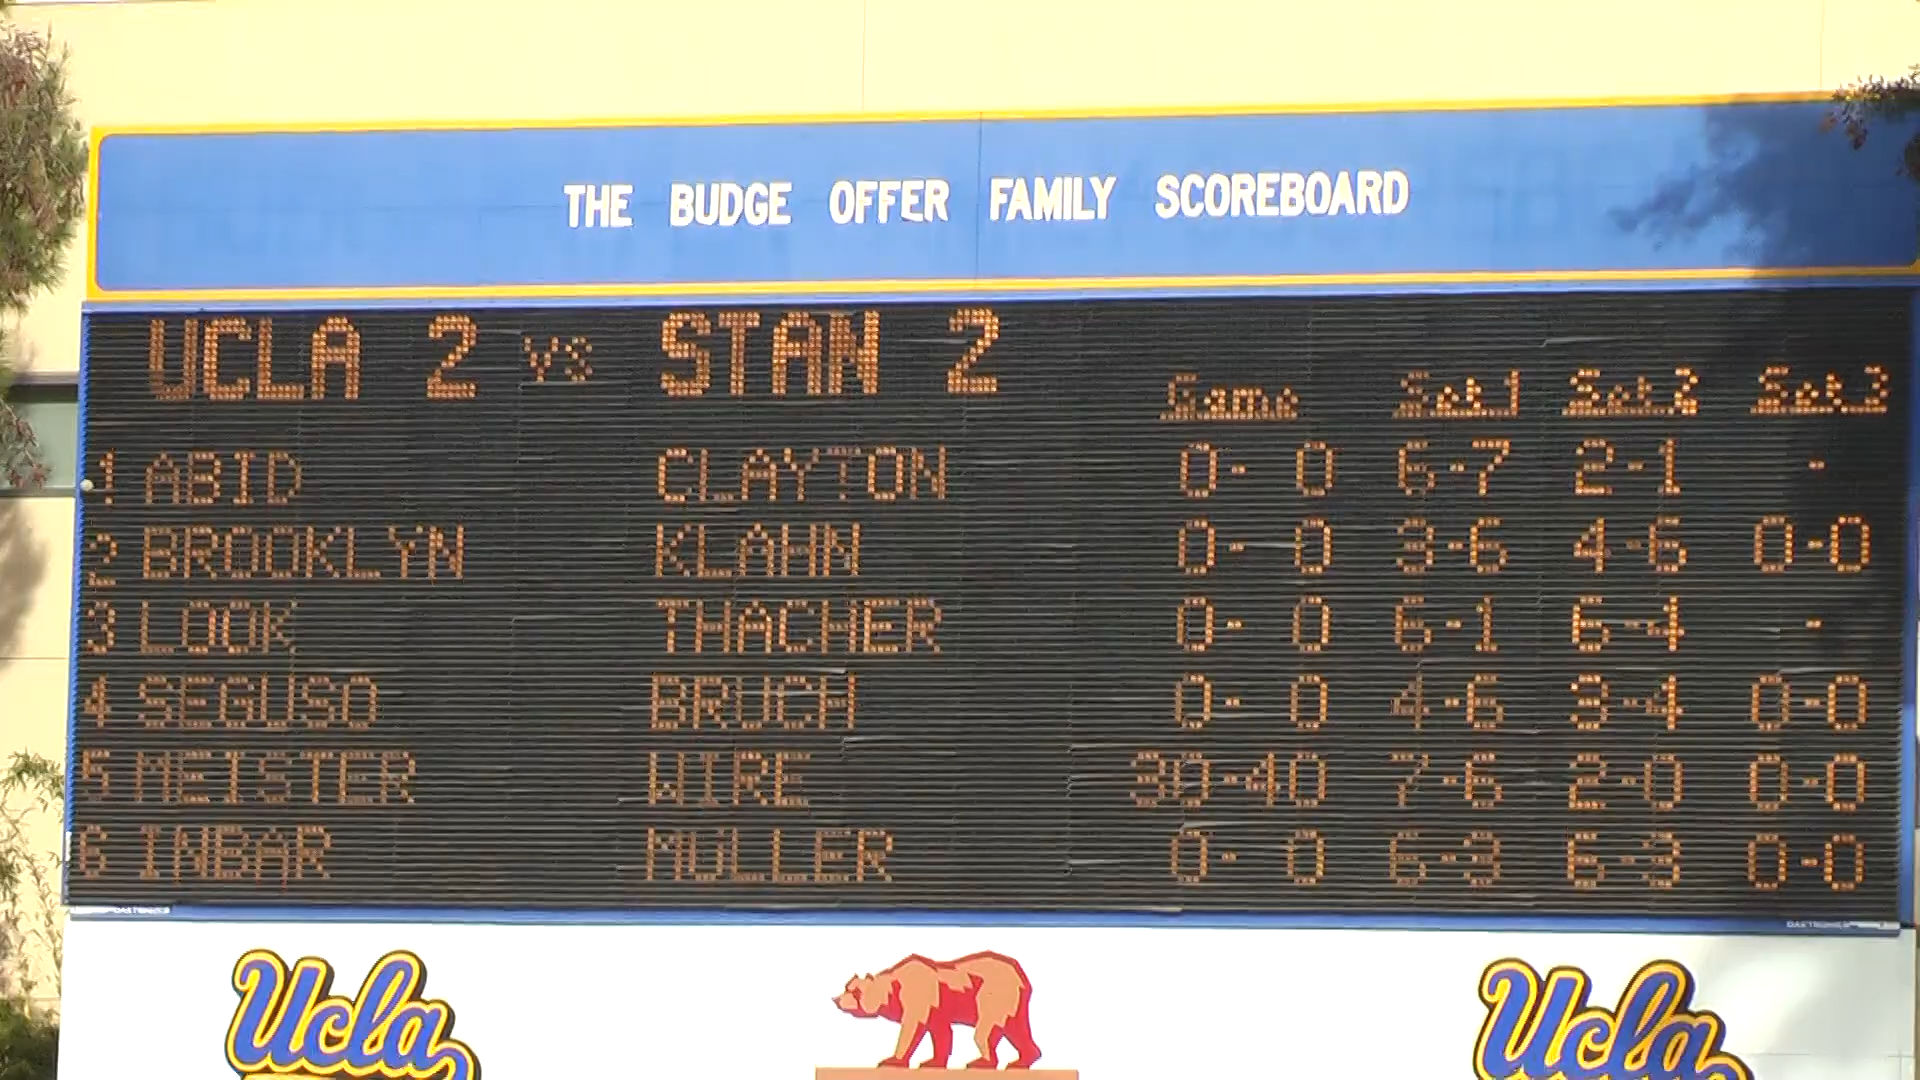 THE BUDGE OFFER FAMILY SCOREBOARD
UCLA 2 vs STAN 2
Game Set1 Set2 Set3
1 ABID CLAYTON 0- 0 6-7 2-1 -
2 BROOKLYN KLAHN 0- 0 3-6 4-6 0-0
3 LOOK THACHER 0- 0 6-1 6-4 -
4 SEGUSO BRUCH 0- 0 4-6 3-4 0-0
5 MEISTER WIRE 30-40 7-6 2-0 0-0
6 INBAR MULLER 0- 0 6-3 6-3 0-0
Ucla Ucla